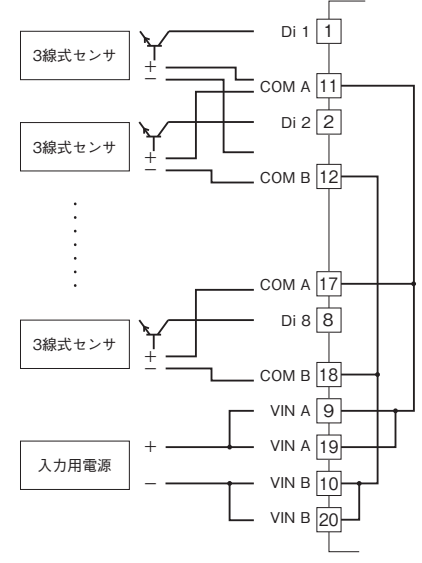 Di 1 1
3線式センサ
+
−
COM A 11
Di 2 2
3線式センサ
+
−
COM B 12
COM A 17
Di 8 8
3線式センサ
+
−
COM B 18
VIN A 9
+ VIN A 19
入力用電源
− VIN B 10
VIN B 20